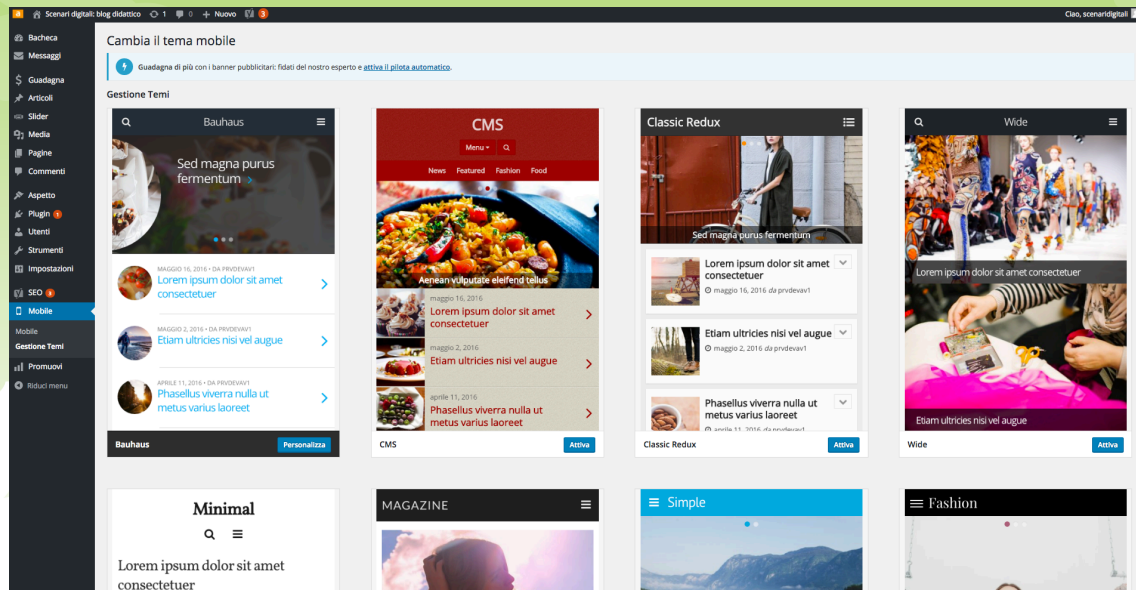 a Scenari digitali: blog didattico 1 0 + Nuovo 3 Ciao, scenaridigitali
Bacheca
Messaggi
Guadagna
Articoli
Slider
Media
Pagine
Commenti
Aspetto
Plugin 1
Utenti
Strumenti
Impostazioni
SEO 3
Mobile
Mobile
Gestione Temi
Promuovi
Riduci menu
Cambia il tema mobile
Guadagna di più con i banner pubblicitari: fidati del nostro esperto e attiva il pilota automatico.
Gestione Temi
Bauhaus
Sed magna purus
fermentum >
MAGGIO 16, 2016 • DA PRVDEVAV1
Lorem ipsum dolor sit amet
consectetuer
MAGGIO 2, 2016 • DA PRVDEVAV1
Etiam ultricies nisi vel augue
APRILE 11, 2016 • DA PRVDEVAV1
Phasellus viverra nulla ut
metus varius laoreet
Bauhaus Personalizza
CMS
Menu
News Featured Fashion Food
Aenean vulputate eleifend tellus
maggio 16, 2016
Lorem ipsum dolor sit amet
consectetuer
maggio 2, 2016
Etiam ultricies nisi vel augue
aprile 11, 2016
Phasellus viverra nulla ut
metus varius laoreet
CMS Attiva
Classic Redux
Sed magna purus fermentum
Lorem ipsum dolor sit amet
consectetuer
maggio 16, 2016 da prvdevav1
Etiam ultricies nisi vel augue
maggio 2, 2016 da prvdevav1
Phasellus viverra nulla ut
metus varius laoreet
aprile 11, 2016 da prvdevav1
Classic Redux Attiva
Wide
Lorem ipsum dolor sit amet consectetuer
Etiam ultricies nisi vel augue
Wide Attiva
Minimal
Lorem ipsum dolor sit amet
consectetuer
MAGAZINE
Simple
Fashion